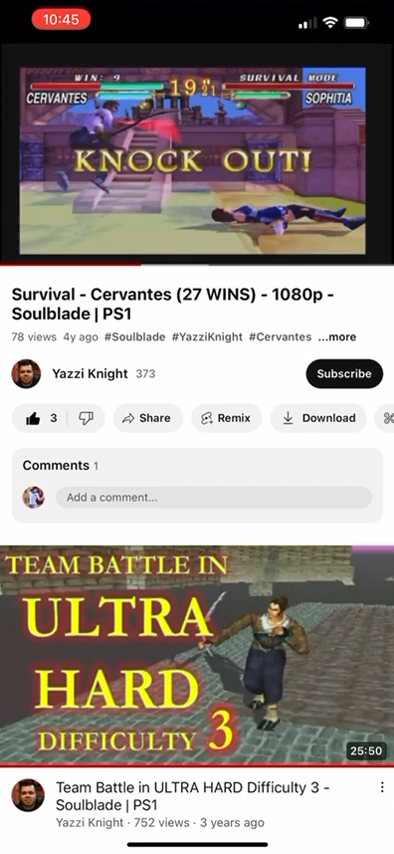 10:45
WIN: 9
SURVIVAL MODE
19"21
CERVANTES
SOPHITIA
KNOCK OUT!
Survival - Cervantes (27 WINS) - 1080p -
Soulblade | PS1
78 views 4y ago #Soulblade #YazziKnight #Cervantes ...more
Yazzi Knight 373
Subscribe
3
Share
Remix
Download
Comments 1
Add a comment...
TEAM BATTLE IN
ULTRA
HARD
DIFFICULTY 3
25:50
Team Battle in ULTRA HARD Difficulty 3 -
Soulblade | PS1
Yazzi Knight · 752 views · 3 years ago